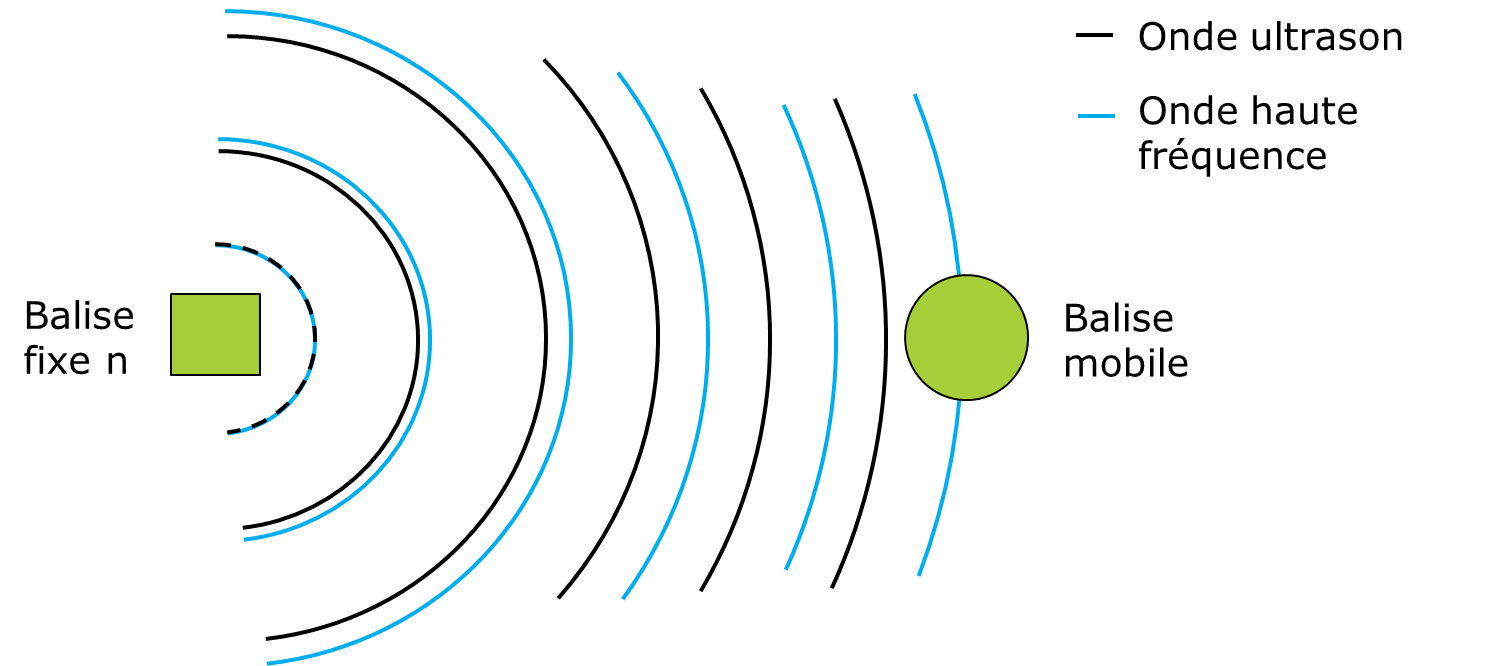 Onde ultrason
Onde haute
fréquence
Balise
fixe n
Balise
mobile